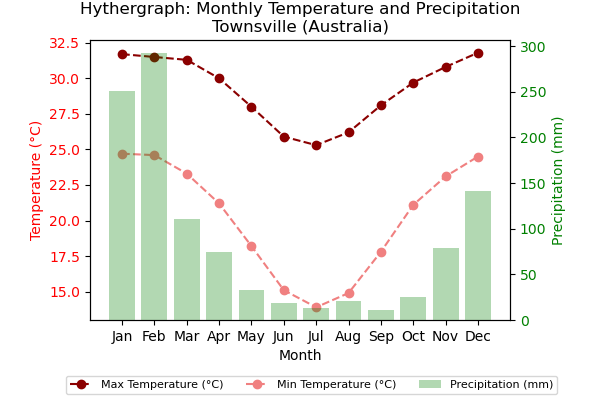 Hythergraph: Monthly Temperature and Precipitation
Townsville (Australia)
32.5
30.0
27.5
25.0
22.5
20.0
17.5
15.0
Temperature (°C)
300
250
200
150
100
50
0
Precipitation (mm)
Jan Feb Mar Apr May Jun Jul Aug Sep Oct Nov Dec
Month
Max Temperature (°C) Min Temperature (°C) Precipitation (mm)